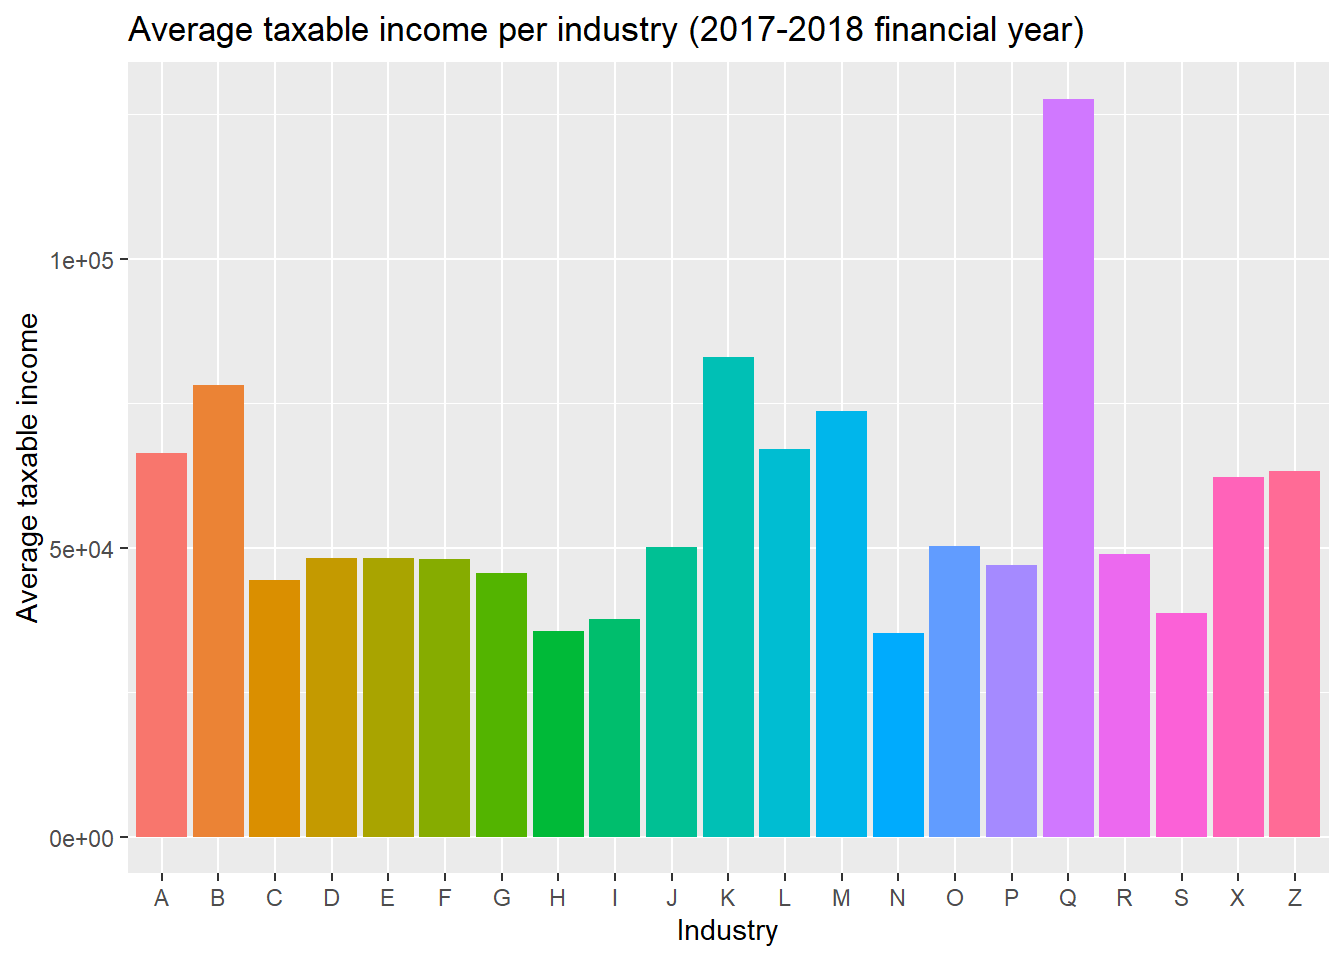 Average taxable income per industry (2017-2018 financial year)
Average taxable income
1e+05
5e+04
0e+00
A B C D E F G H I J K L M N O P Q R S X Z
Industry